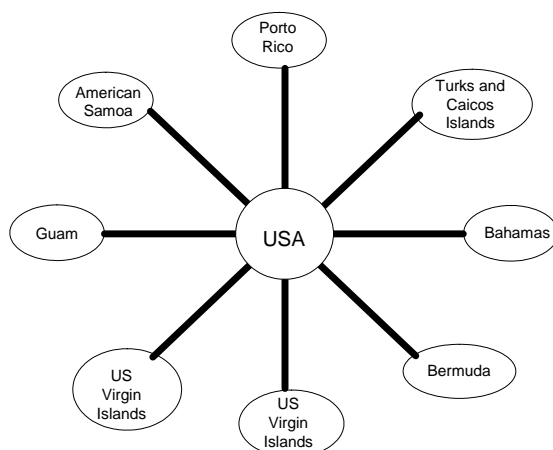 Porto
Rico
American
Samoa
Turks and
Caicos
Islands
Guam
USA
Bahamas
US
Virgin
Islands
US
Virgin
Islands
Bermuda